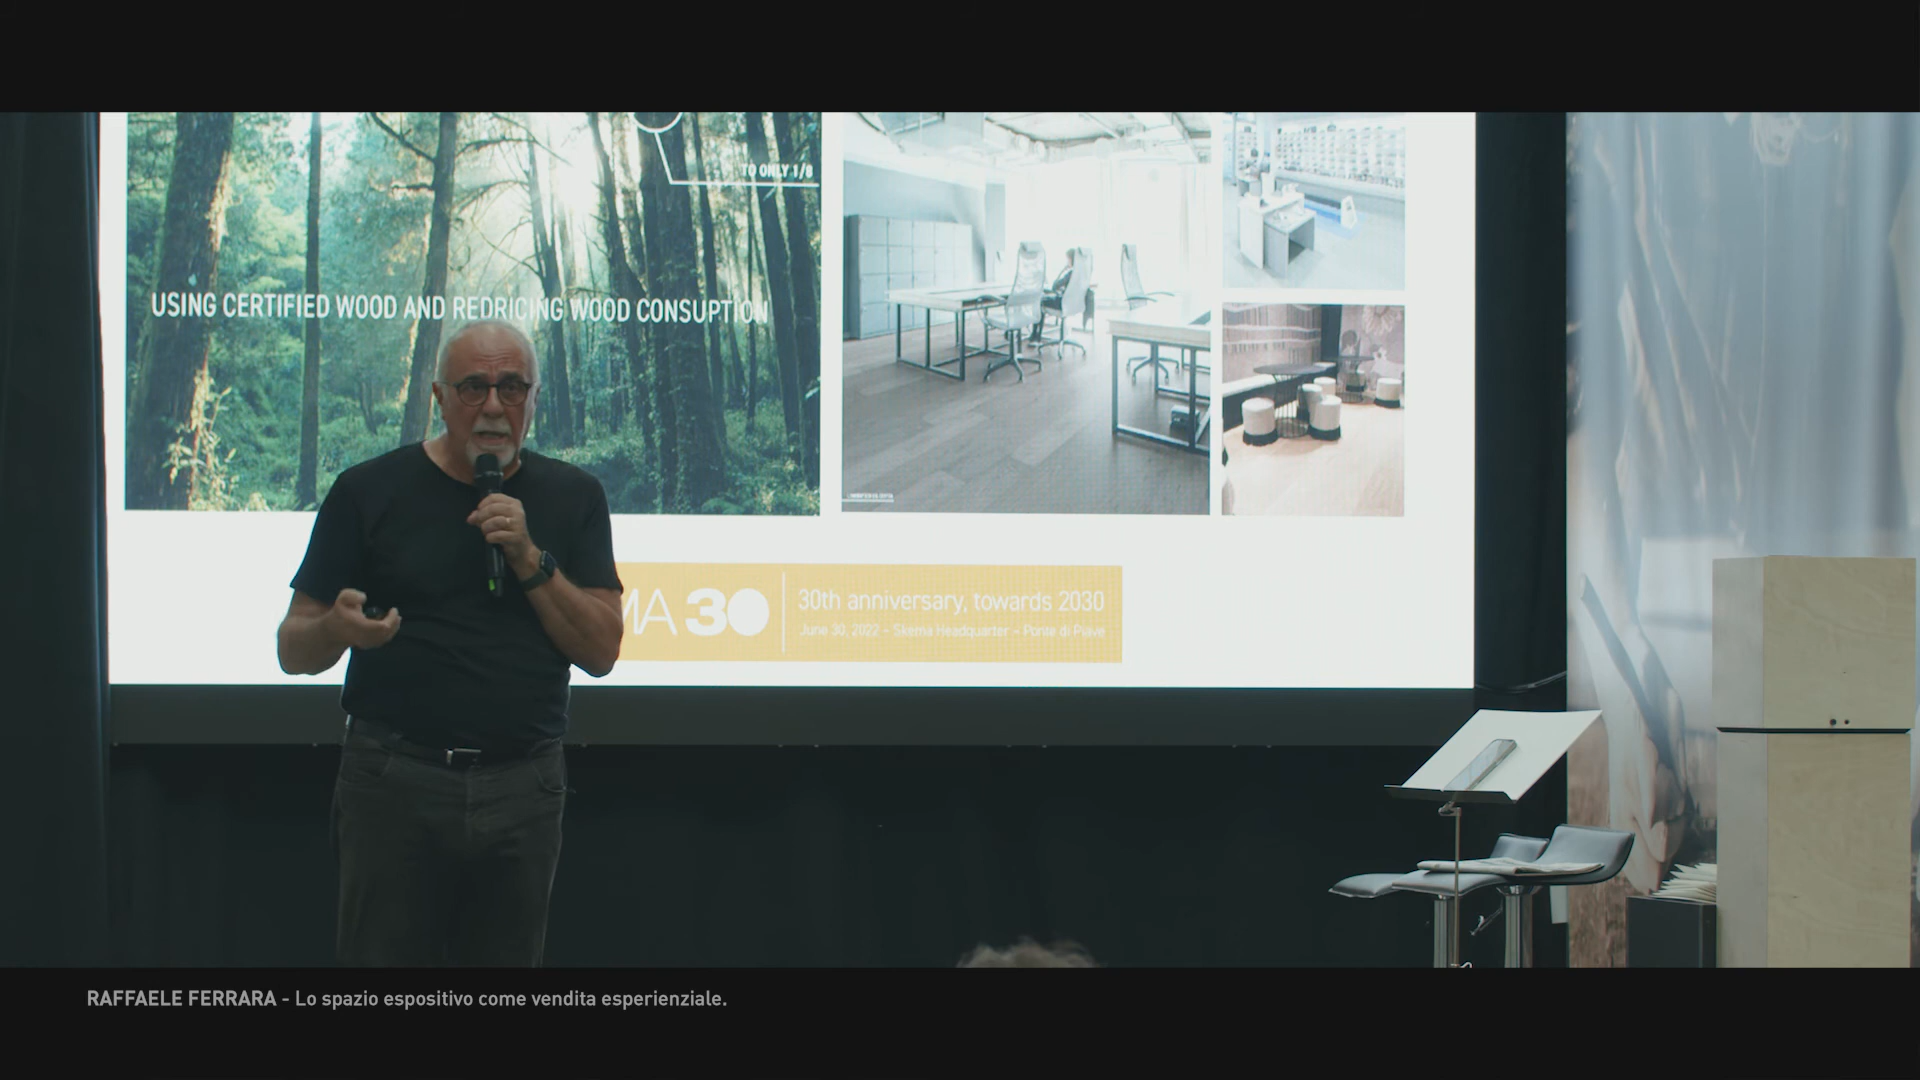 TO ONLY 1/8
USING CERTIFIED WOOD AND REDRICING WOOD CONSUPTION
MA 30
30th anniversary, towards 2030
June 30, 2022 - Skema Headquarter - Ponte di Piave
RAFFAELE FERRARA - Lo spazio espositivo come vendita esperienziale.